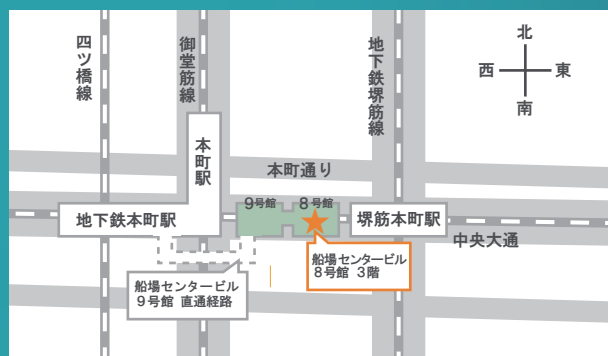 四ツ橋線
御堂筋線
地下鉄堺筋線
北
西
東
南
本町駅
本町通り
9号館
8号館
地下鉄本町駅
堺筋本町駅
中央大通
船場センタービル
8号館 3階
船場センタービル
9号館 直通経路